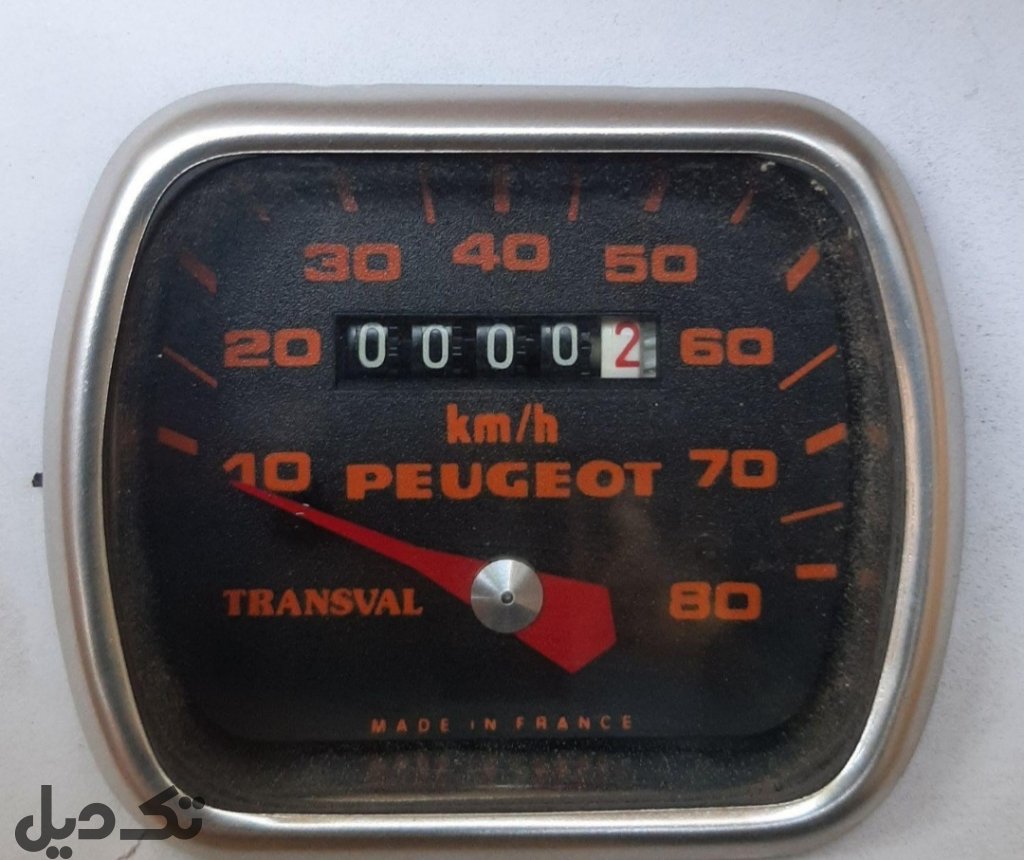 30 40 50
20 00002 60
km/h
10 PEUGEOT 70
TRANSVAL 80
MADE IN FRANCE
تک دیل